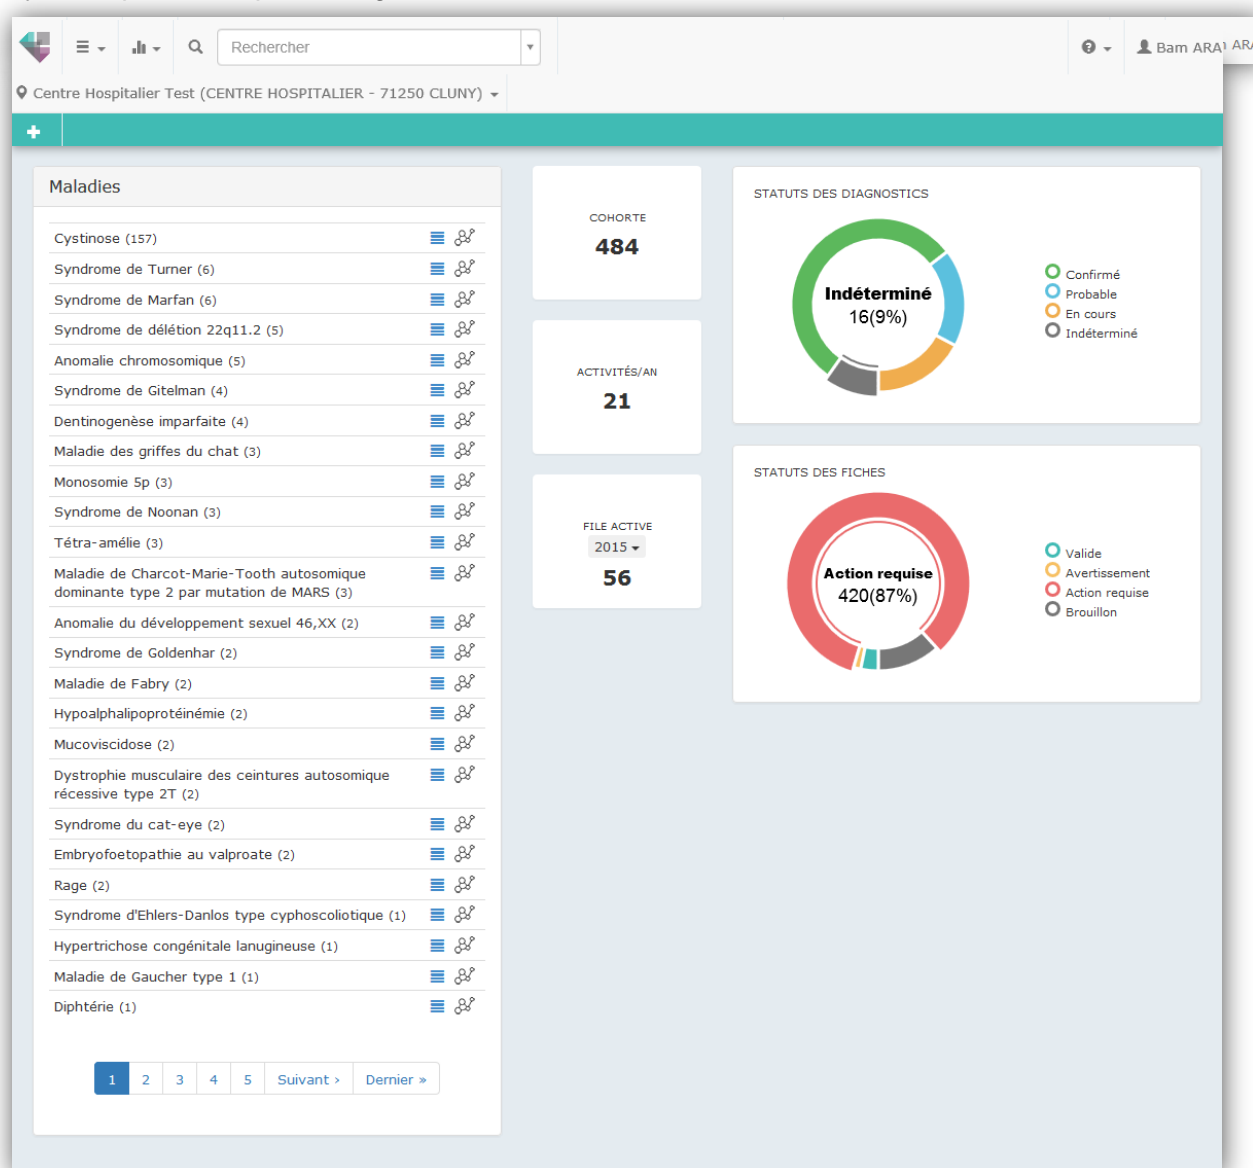 Rechercher
Bam ARA
ARA
Centre Hospitalier Test (CENTRE HOSPITALIER - 71250 CLUNY)
Maladies
Cystinose (157)
Syndrome de Turner (6)
Syndrome de Marfan (6)
Syndrome de délétion 22q11.2 (5)
Anomalie chromosomique (5)
Syndrome de Gitelman (4)
Dentinogenèse imparfaite (4)
Maladie des griffes du chat (3)
Monosomie 5p (3)
Syndrome de Noonan (3)
Tétra-amélie (3)
Maladie de Charcot-Marie-Tooth autosomique
dominante type 2 par mutation de MARS (3)
Anomalie du développement sexuel 46,XX (2)
Syndrome de Goldenhar (2)
Maladie de Fabry (2)
Hypoalphalipoprotéinémie (2)
Mucoviscidose (2)
Dystrophie musculaire des ceintures autosomique
récessive type 2T (2)
Syndrome du cat-eye (2)
Embryofoetopathie au valproate (2)
Rage (2)
Syndrome d'Ehlers-Danlos type cyphoscoliotique (1)
Hypertrichose congénitale lanugineuse (1)
Maladie de Gaucher type 1 (1)
Diphtérie (1)
1 2 3 4 5 Suivant › Dernier »
COHORTE
484
ACTIVITÉS/AN
21
FILE ACTIVE
2015
56
STATUTS DES DIAGNOSTICS
Indéterminé
16(9%)
Confirmé
Probable
En cours
Indéterminé
STATUTS DES FICHES
Action requise
420(87%)
Valide
Avertissement
Action requise
Brouillon